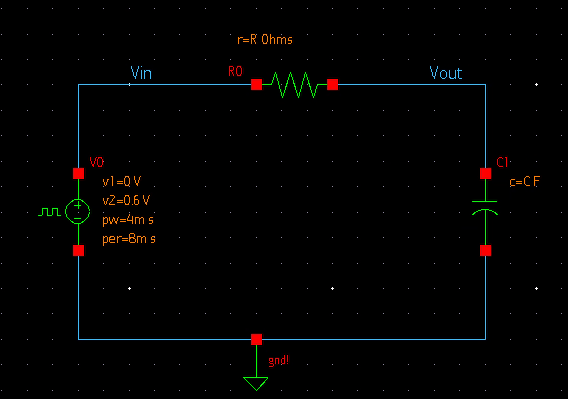 r=R Ohms
Vin
R0
Vout
V0
C1
v1=0 V
c=C F
v2=0.6 V
pw=4m s
per=8m s
gnd!